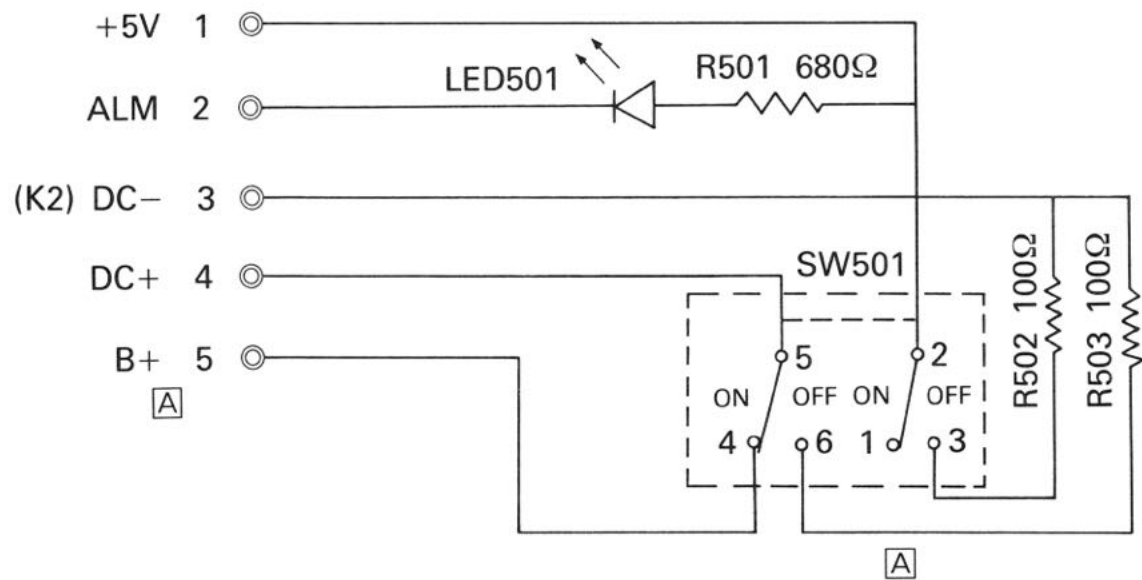 +5V 1
LED501
R501 680Ω
ALM 2
(K2) DC− 3
DC+ 4
SW501
R502 100Ω
R503 100Ω
B+ 5
A
5
2
ON OFF ON OFF
4 6 1 3
A